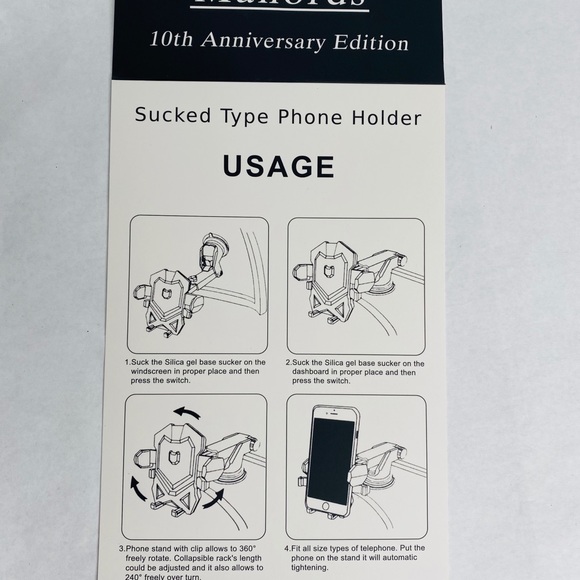 10th Anniversary Edition
Sucked Type Phone Holder
USAGE
1.Suck the Silica gel base sucker on the
windscreen in proper place and then
press the switch.
2.Suck the Silica gel base sucker on the
dashboard in proper place and then
press the switch.
3.Phone stand with clip allows to 360°
freely rotate. Collapsible rack's length
could be adjusted and it also allows to
240° freely over turn.
4.Fit all size types of telephone. Put the
phone on the stand it will automatic
tightening.